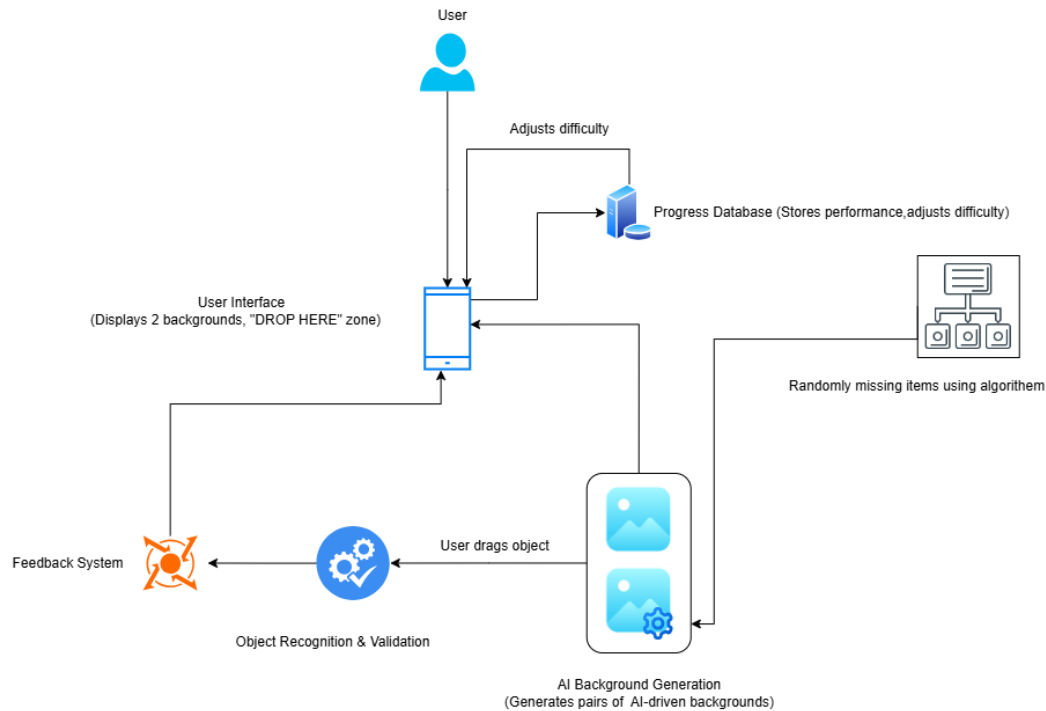 User
Adjusts difficulty
Progress Database (Stores performance,adjusts difficulty)
User Interface
(Displays 2 backgrounds, "DROP HERE" zone)
Randomly missing items using algorithem
User drags object
Feedback System
Object Recognition & Validation
AI Background Generation
(Generates pairs of AI-driven backgrounds)